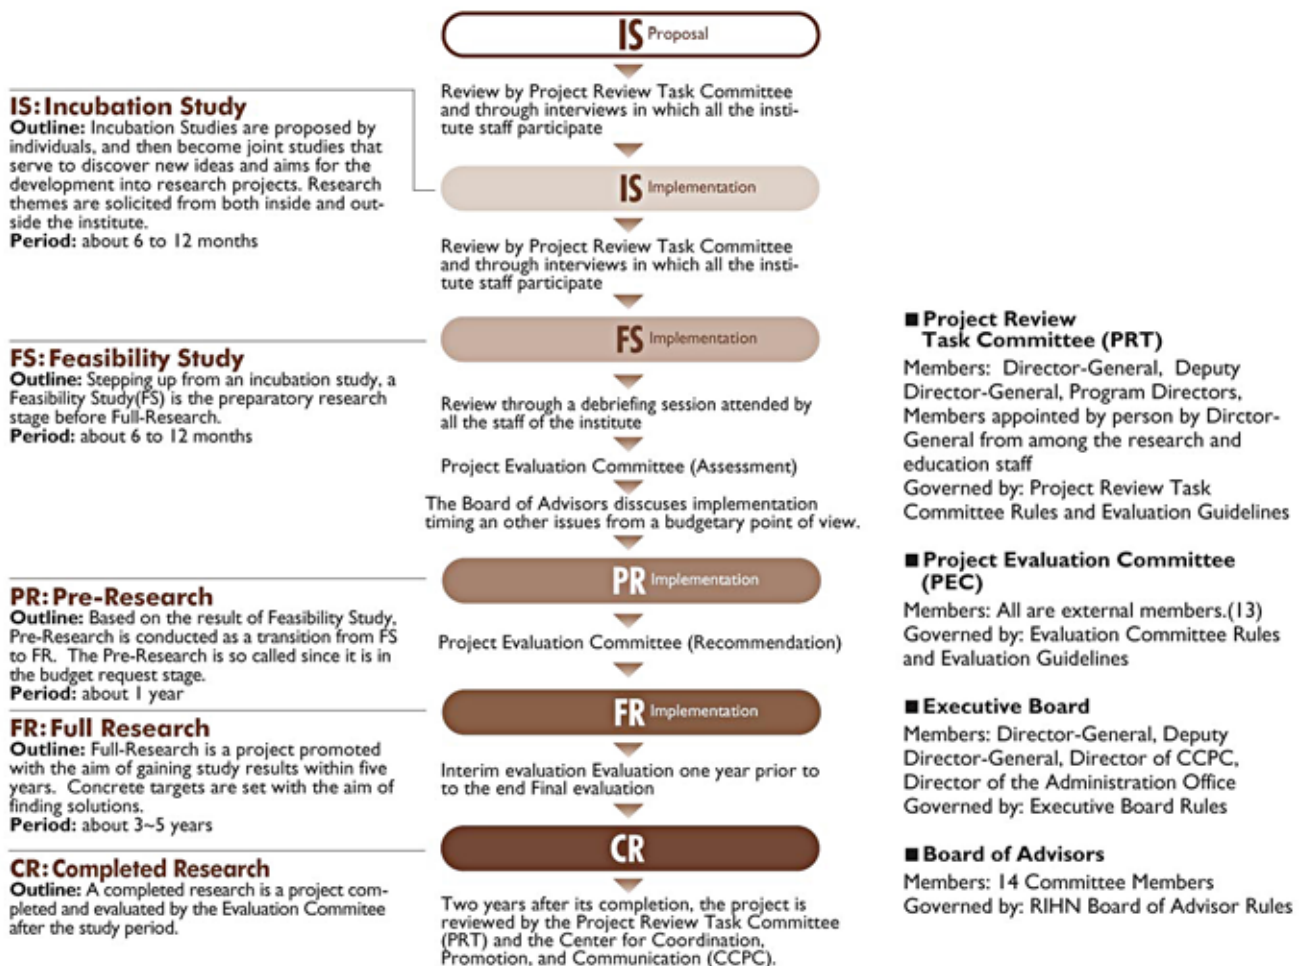 IS Proposal
Review by Project Review Task Committee
and through interviews in which all the insti-
tute staff participate
IS Implementation
Review by Project Review Task Committee
and through interviews in which all the insti-
tute staff participate
FS Implementation
Review through a debriefing session attended by
all the staff of the institute
Project Evaluation Committee (Assessment)
The Board of Advisors disscuses implementation
timing an other issues from a budgetary point of view.
PR Implementation
Project Evaluation Committee (Recommendation)
FR Implementation
Interim evaluation Evaluation one year prior to
to the end Final evaluation
CR
Two years after its completion, the project is
reviewed by the Project Review Task Committee
(PRT) and the Center for Coordination,
Promotion, and Communication (CCPC).
IS: Incubation Study
Outline: Incubation Studies are proposed by
individuals, and then become joint studies that
serve to discover new ideas and aims for the
development into research projects. Research
themes are solicited from both inside and out-
side the institute.
Period: about 6 to 12 months
FS: Feasibility Study
Outline: Stepping up from an incubation study, a
Feasibility Study(FS) is the preparatory research
stage before Full-Research.
Period: about 6 to 12 months
PR: Pre-Research
Outline: Based on the result of Feasibility Study,
Pre-Research is conducted as a transition from FS
to FR. The Pre-Research is so called since it is in
the budget request stage.
Period: about 1 year
FR: Full Research
Outline: Full-Research is a project promoted
with the aim of gaining study results within five
years. Concrete targets are set with the aim of
finding solutions.
Period: about 3~5 years
CR: Completed Research
Outline: A completed research is a project com-
pleted and evaluated by the Evaluation Commitee
after the study period.
■ Project Review
Task Committee (PRT)
Members: Director-General, Deputy
Director-General, Program Directors,
Members appointed by person by Dirctor-
General from among the research and
education staff
Governed by: Project Review Task
Committee Rules and Evaluation Guidelines
■ Project Evaluation Committee
(PEC)
Members: All are external members.(13)
Governed by: Evaluation Committee Rules
and Evaluation Guidelines
■ Executive Board
Members: Director-General, Deputy
Director-General, Director of CCPC,
Director of the Administration Office
Governed by: Executive Board Rules
■ Board of Advisors
Members: 14 Committee Members
Governed by: RIHN Board of Advisor Rules